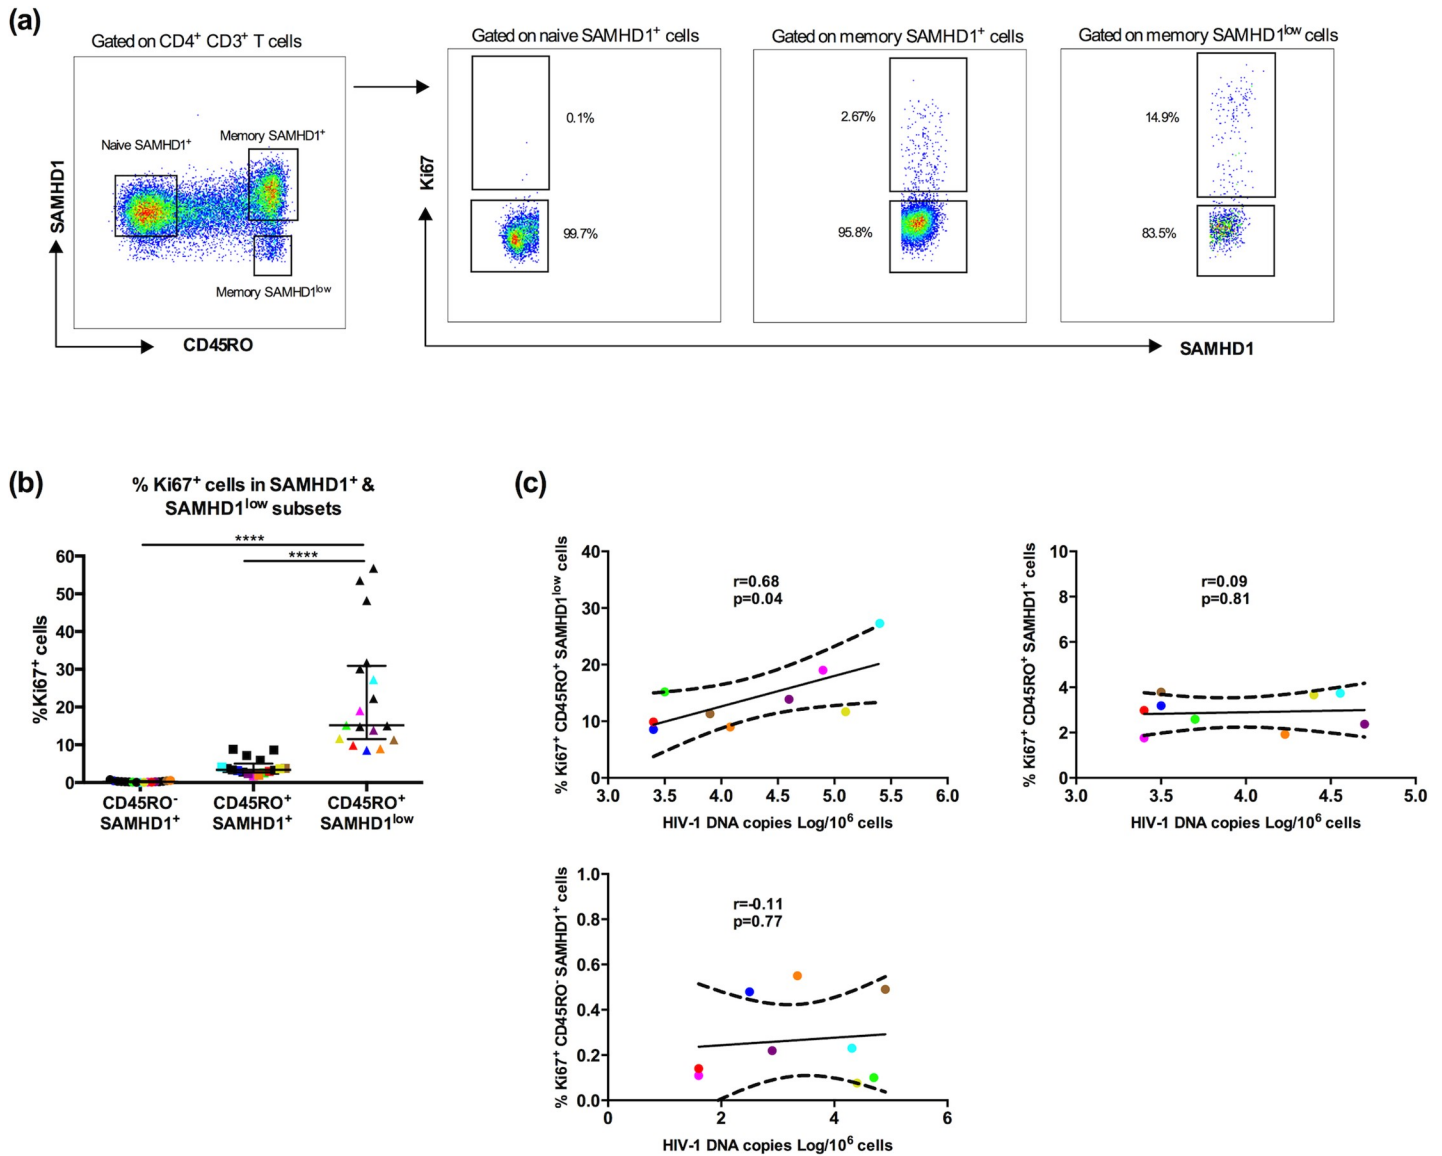 (a)
Gated on CD4⁺ CD3⁺ T cells
Gated on naive SAMHD1⁺ cells
Gated on memory SAMHD1⁺ cells
Gated on memory SAMHD1ˡᵒʷ cells
Naive SAMHD1⁺
Memory SAMHD1⁺
Memory SAMHD1ˡᵒʷ
SAMHD1
CD45RO
Ki67
0.1%
99.7%
2.67%
95.8%
14.9%
83.5%
SAMHD1
(b)
% Ki67⁺ cells in SAMHD1⁺ &
SAMHD1ˡᵒʷ subsets
****
****
%Ki67⁺ cells
60
50
40
30
20
10
0
CD45RO⁻
SAMHD1⁺
CD45RO⁺
SAMHD1⁺
CD45RO⁺
SAMHD1ˡᵒʷ
(c)
% Ki67⁺ CD45RO⁺ SAMHD1ˡᵒʷ cells
40
30
20
10
0
r=0.68
p=0.04
3.0 3.5 4.0 4.5 5.0 5.5 6.0
HIV-1 DNA copies Log/10⁶ cells
% Ki67⁺ CD45RO⁺ SAMHD1⁺ cells
10
8
6
4
2
0
r=0.09
p=0.81
3.0 3.5 4.0 4.5 5.0
HIV-1 DNA copies Log/10⁶ cells
% Ki67⁺ CD45RO⁻ SAMHD1⁺ cells
1.0
0.8
0.6
0.4
0.2
0.0
r=-0.11
p=0.77
0 2 4 6
HIV-1 DNA copies Log/10⁶ cells